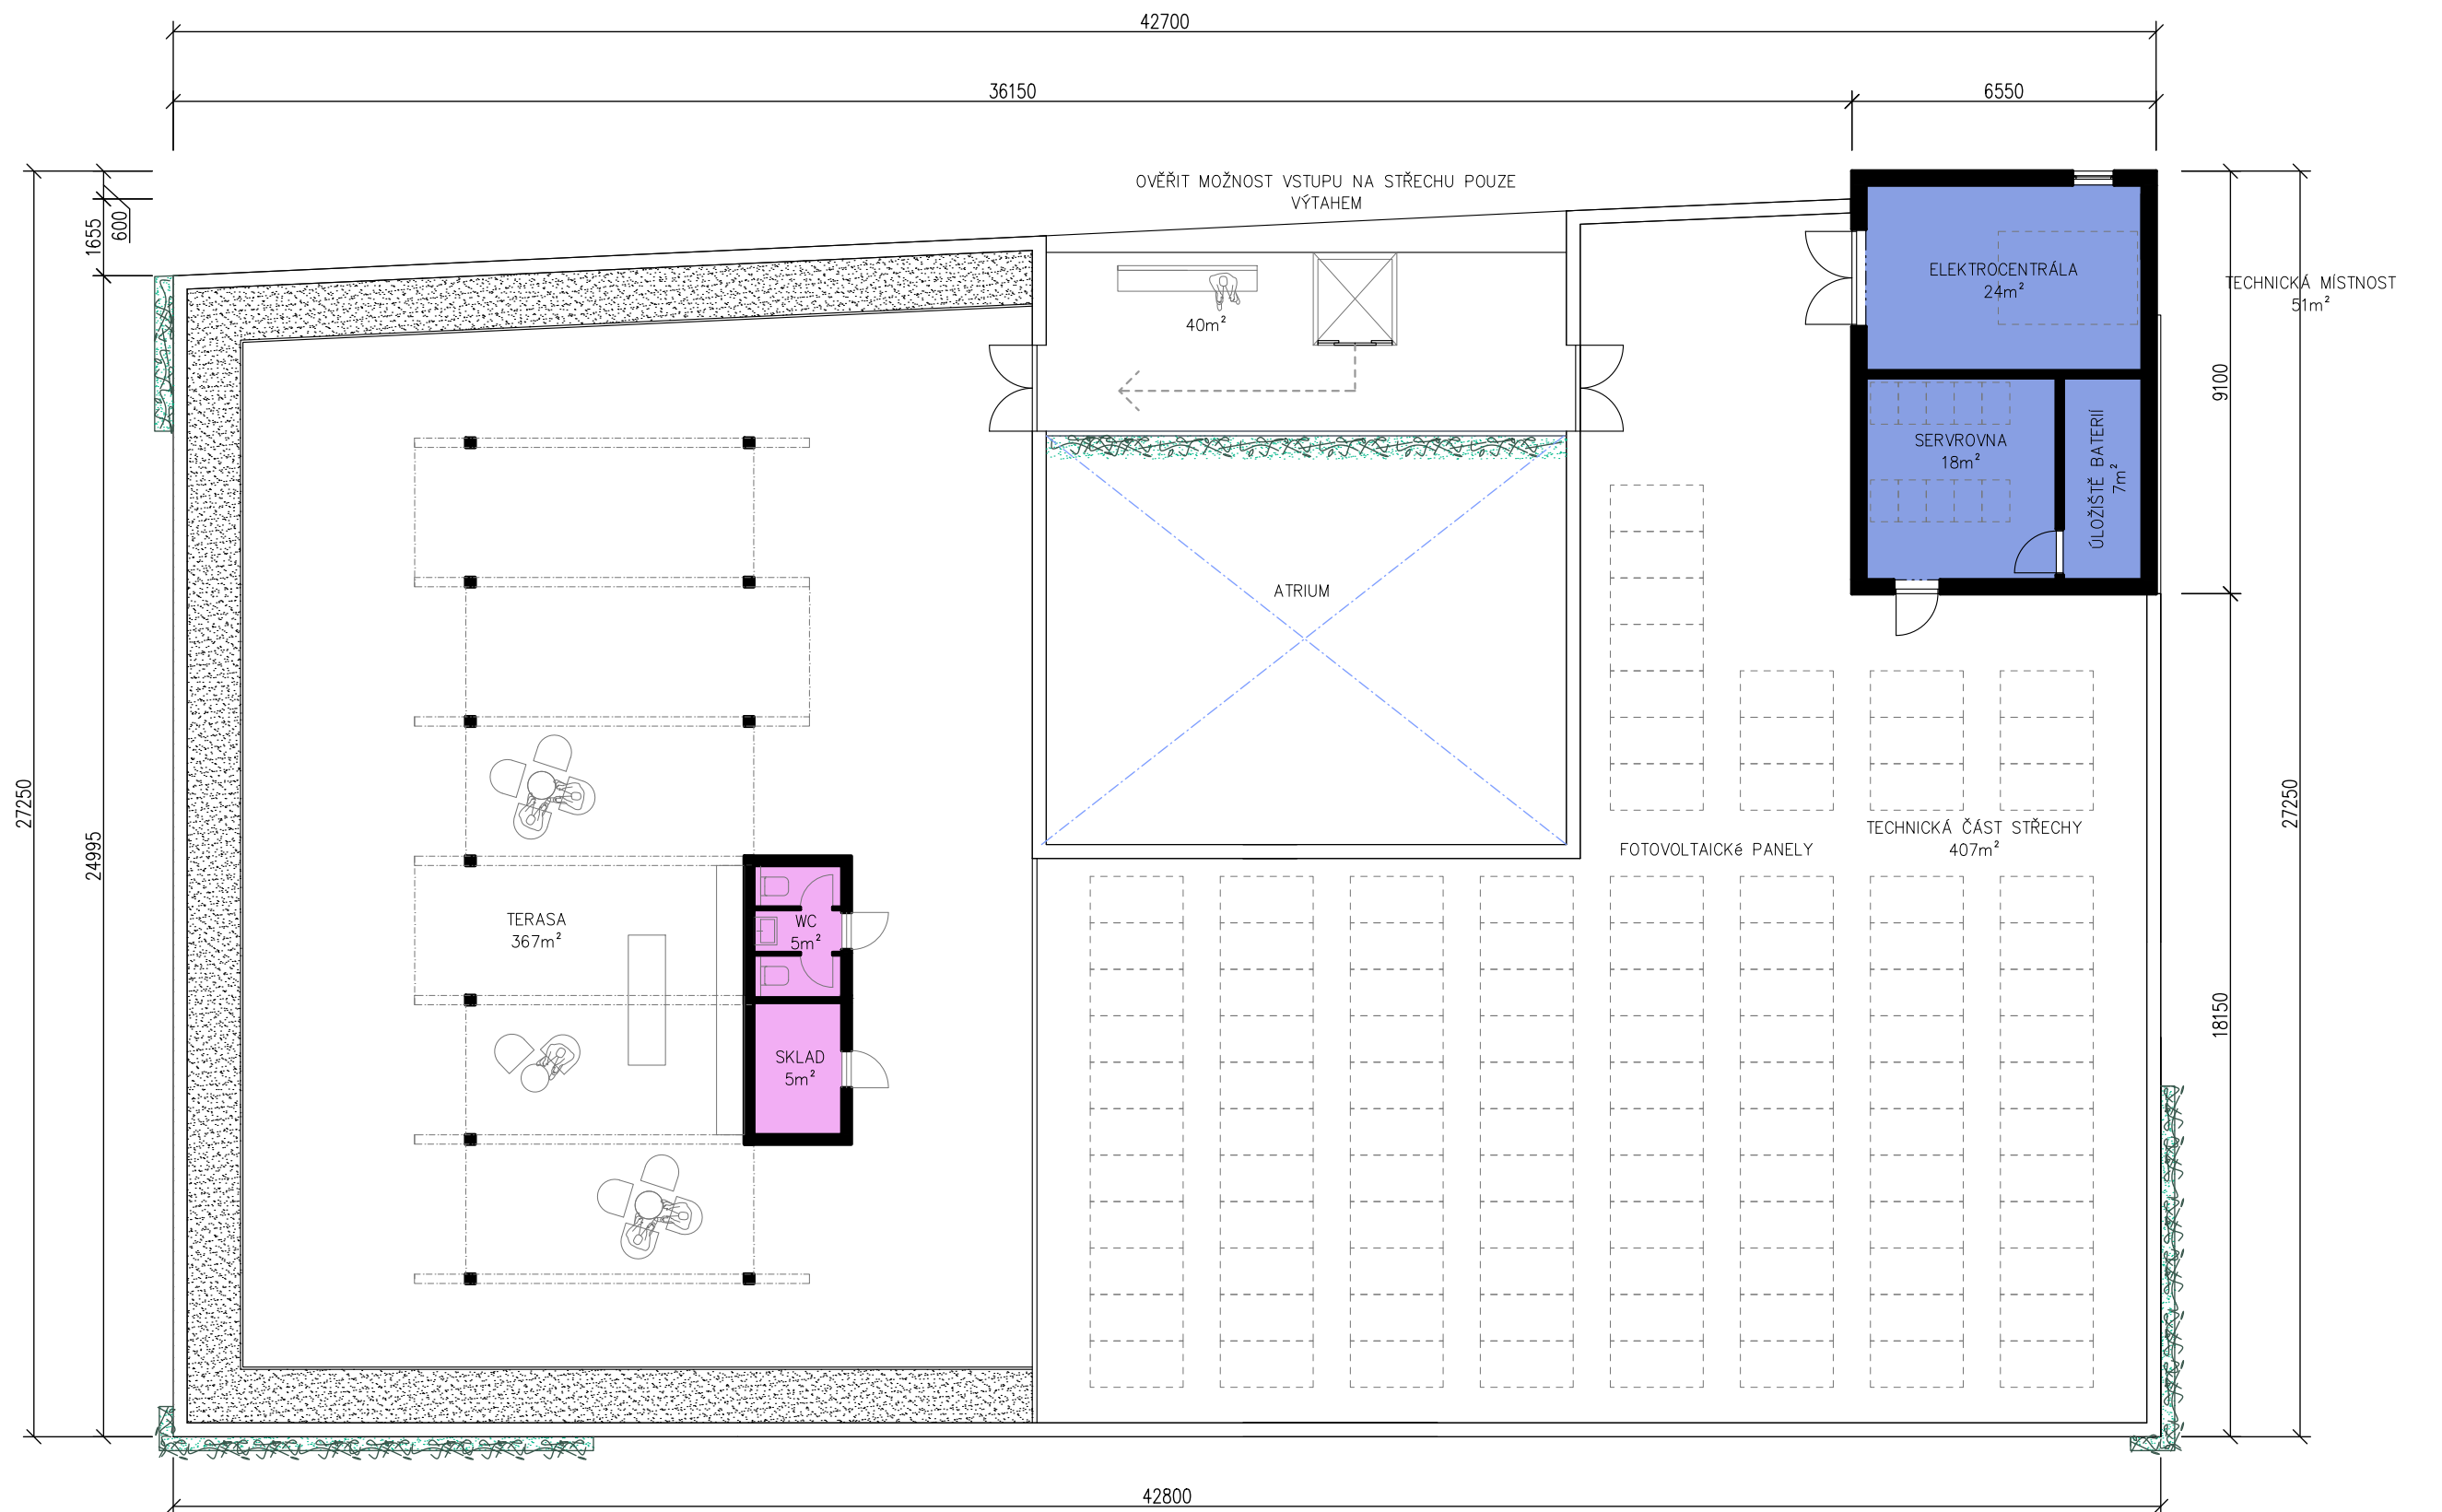 42700
36150
6550
OVĚŘIT MOŽNOST VSTUPU NA STŘECHU POUZE
VÝTAHEM
600
1655
ELEKTROCENTRÁLA
24m²
TECHNICKÁ MÍSTNOST
51m²
40m²
9100
SERVROVNA
18m²
ÚLOŽIŠTĚ BATERIÍ
7m²
ATRIUM
27250
24995
27250
FOTOVOLTAICKé PANELY
TECHNICKÁ ČÁST STŘECHY
407m²
TERASA
367m²
WC
5m²
18150
SKLAD
5m²
42800